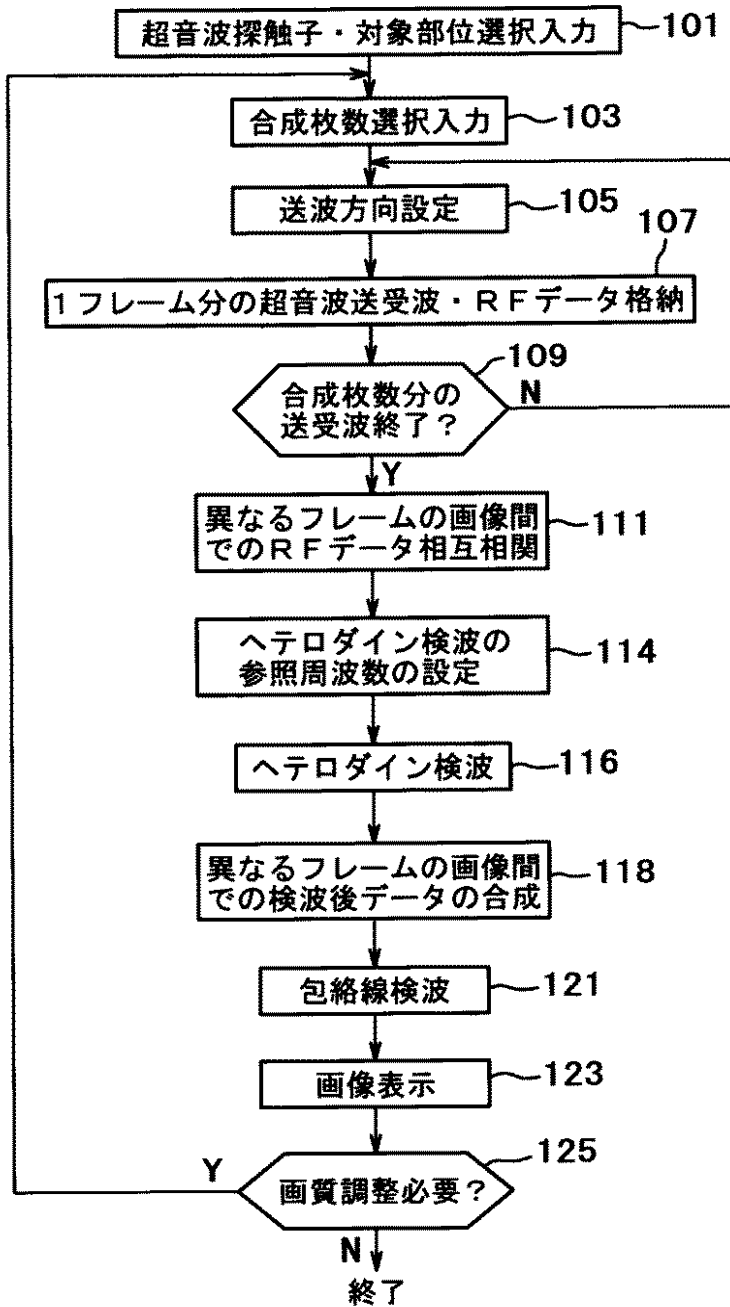 超音波探触子・対象部位選択入力
101
合成枚数選択入力
103
送波方向設定
105
107
1フレーム分の超音波送受波・RFデータ格納
109
合成枚数分の
送受波終了?
N
Y
異なるフレームの画像間
でのRFデータ相互相関
111
ヘテロダイン検波の
参照周波数の設定
114
ヘテロダイン検波
116
異なるフレームの画像間
での検波後データの合成
118
包絡線検波
121
画像表示
123
125
Y
画質調整必要?
N
終了